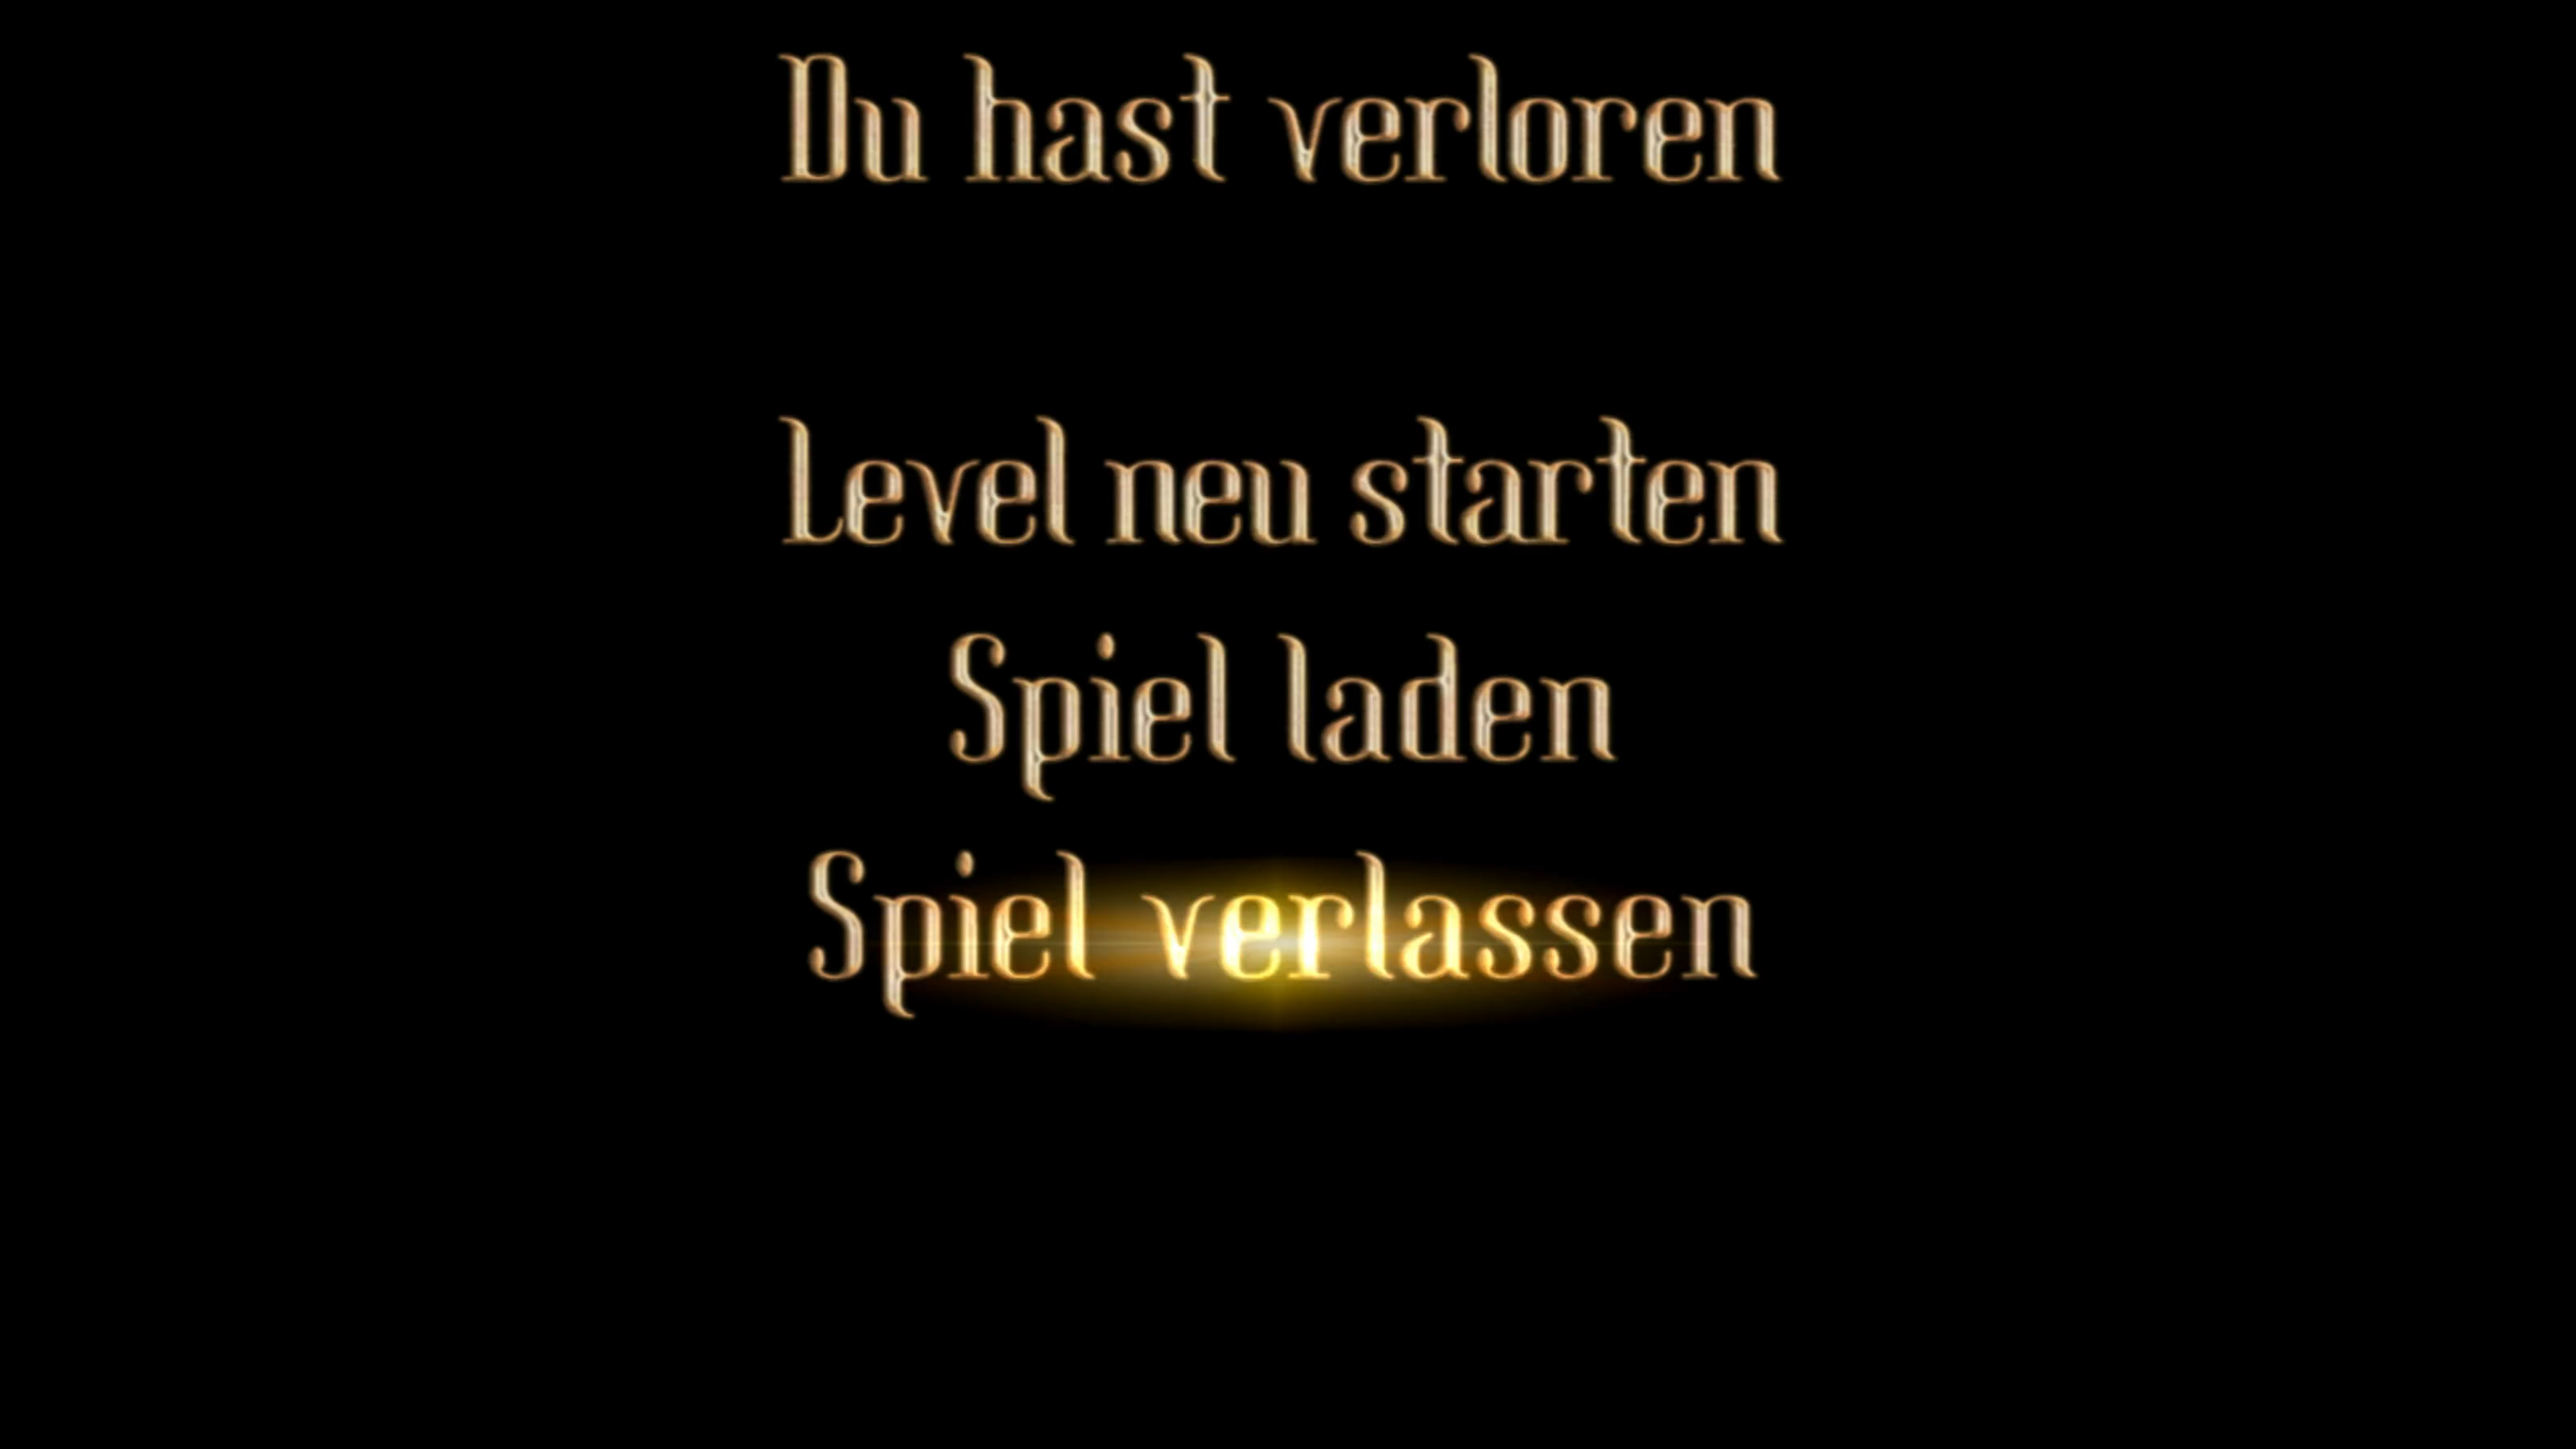 Du hast verloren
Level neu starten
Spiel laden
Spiel verlassen